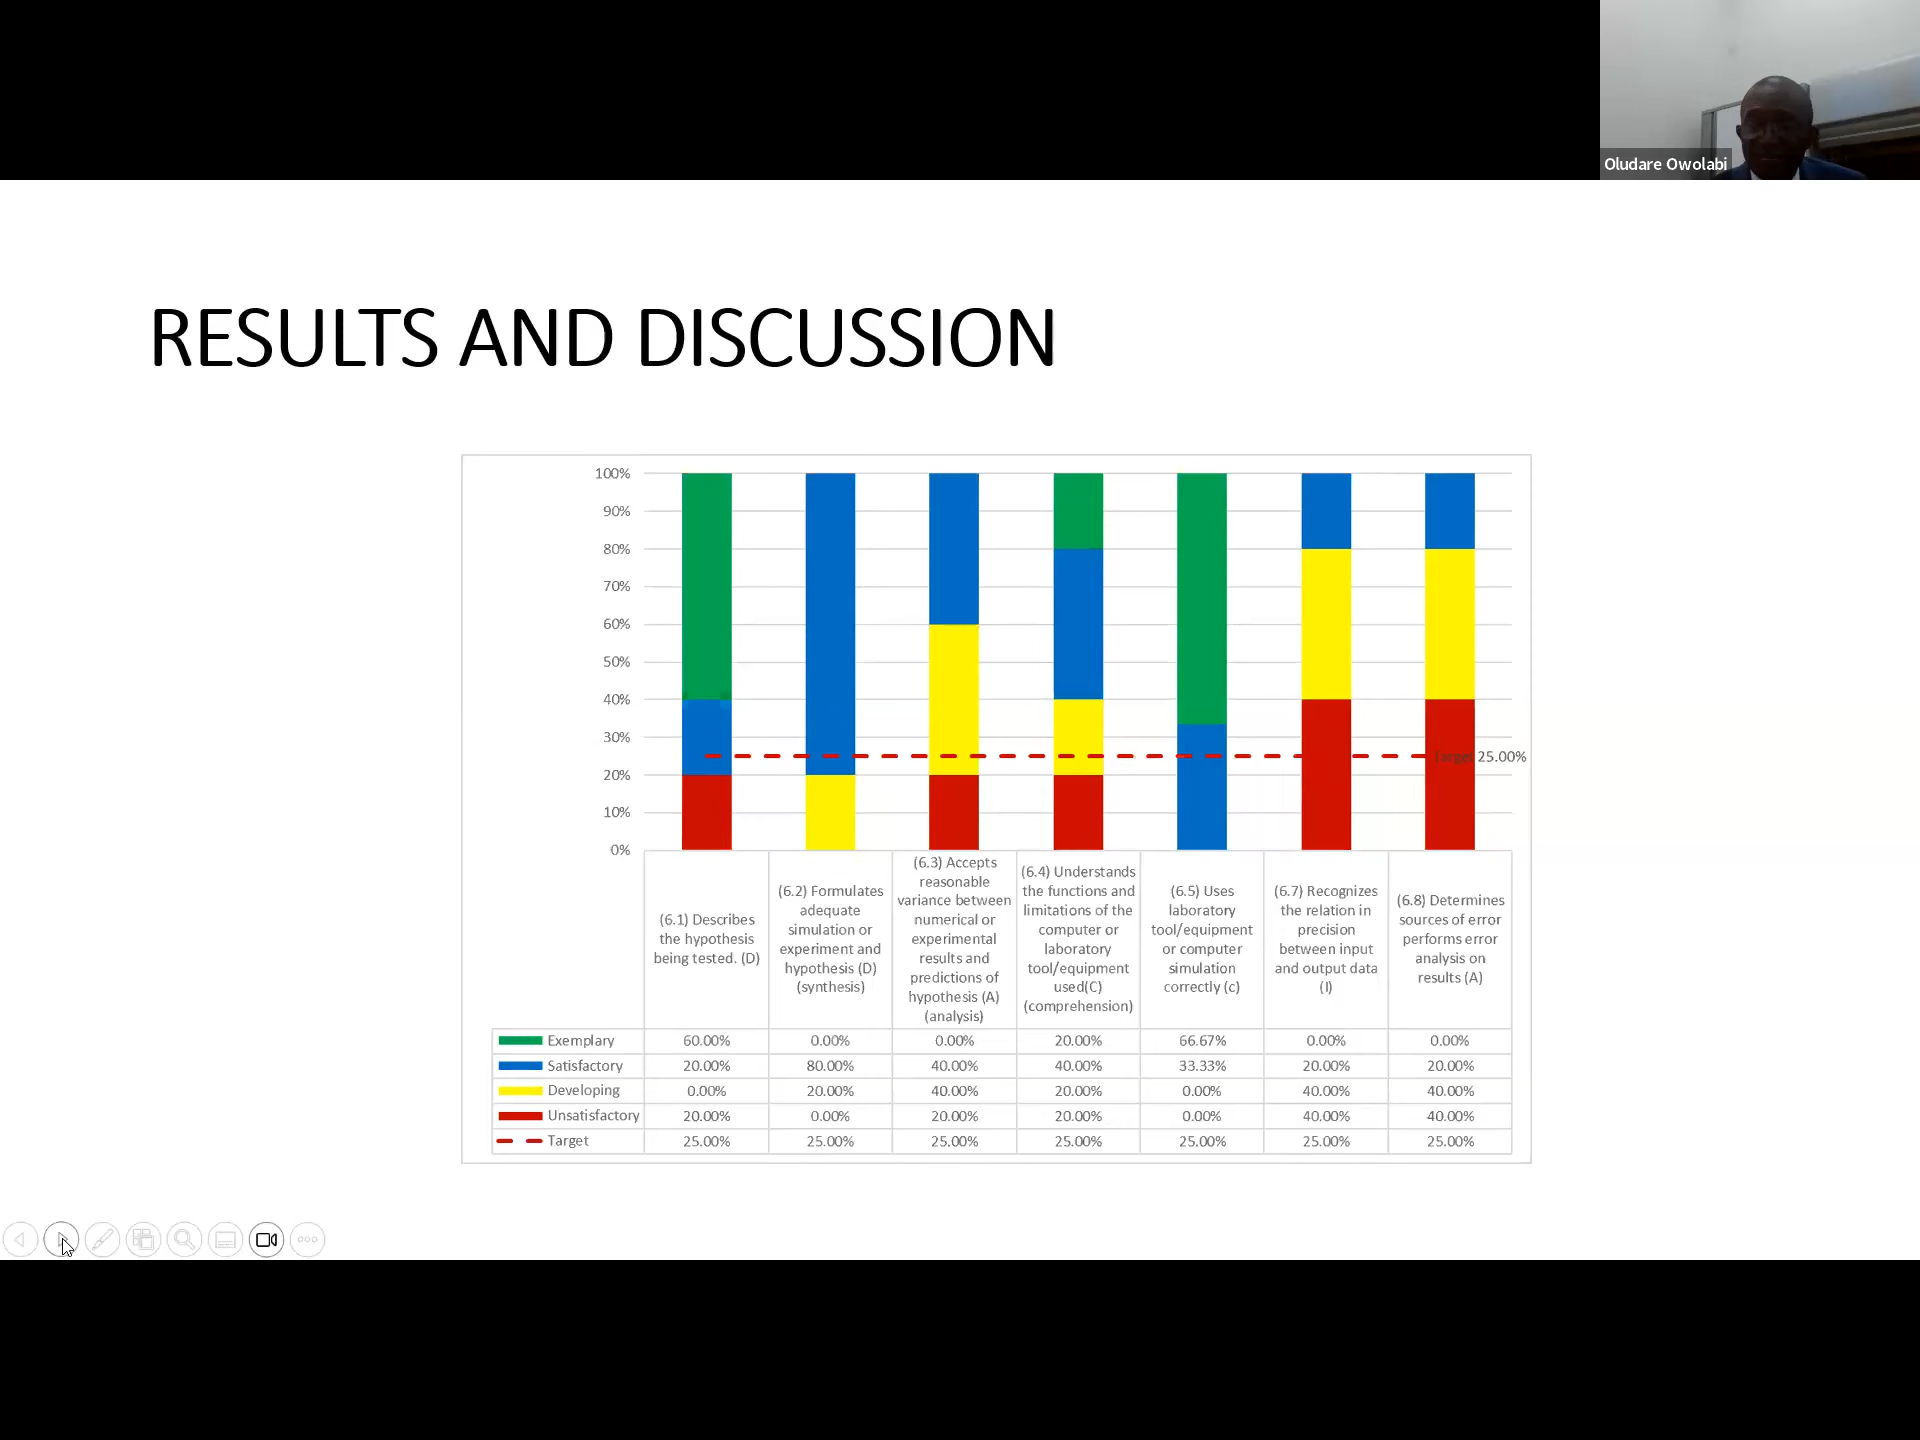 Oludare Owolabi
RESULTS AND DISCUSSION
100%
90%
80%
70%
60%
50%
40%
30%
20%
10%
0%
Target 25.00%
(6.1) Describes
the hypothesis
being tested. (D)
(6.2) Formulates
adequate
simulation or
experiment and
hypothesis (D)
(synthesis)
(6.3) Accepts
reasonable
variance between
numerical or
experimental
results and
predictions of
hypothesis (A)
(analysis)
(6.4) Understands
the functions and
limitations of the
computer or
laboratory
tool/equipment
used(C)
(comprehension)
(6.5) Uses
laboratory
tool/equipment
or computer
simulation
correctly (c)
(6.7) Recognizes
the relation in
precision
between input
and output data
(I)
(6.8) Determines
sources of error
performs error
analysis on
results (A)
Exemplary 60.00% 0.00% 0.00% 20.00% 66.67% 0.00% 0.00%
Satisfactory 20.00% 80.00% 40.00% 40.00% 33.33% 20.00% 20.00%
Developing 0.00% 20.00% 40.00% 20.00% 0.00% 40.00% 40.00%
Unsatisfactory 20.00% 0.00% 20.00% 20.00% 0.00% 40.00% 40.00%
Target 25.00% 25.00% 25.00% 25.00% 25.00% 25.00% 25.00%